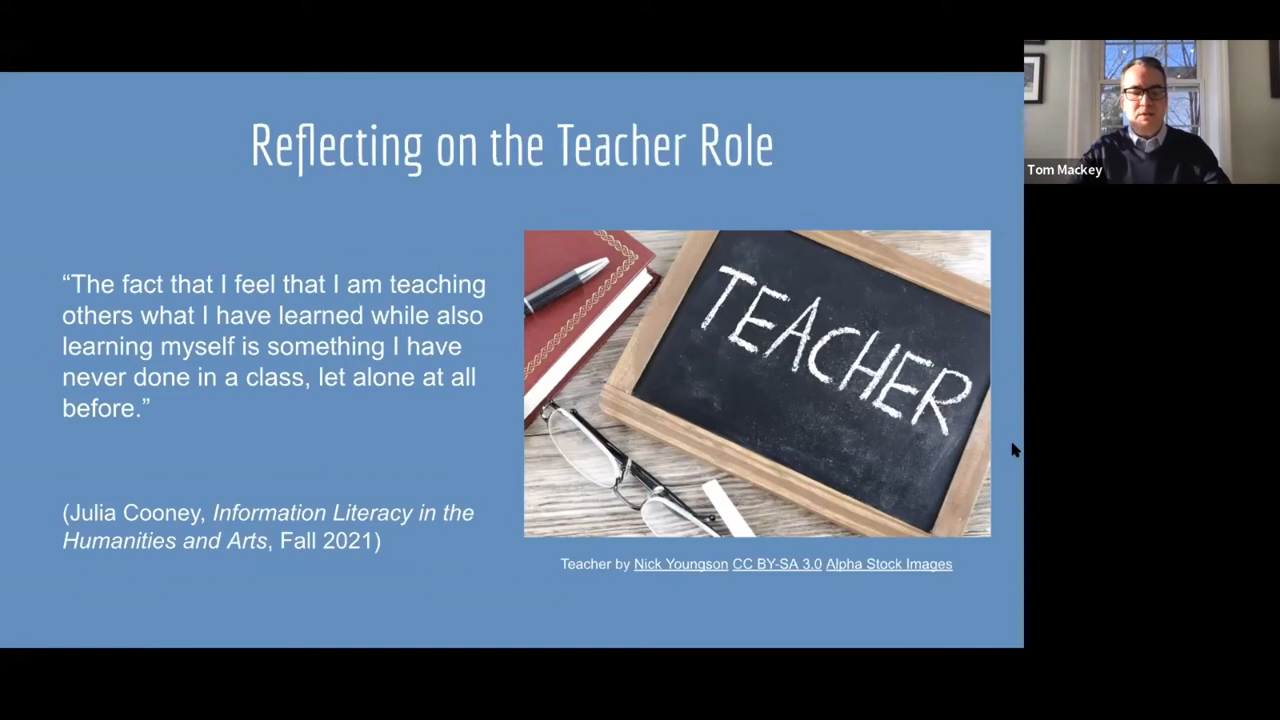 Reflecting on the Teacher Role
“The fact that I feel that I am teaching
others what I have learned while also
learning myself is something I have
never done in a class, let alone at all
before.”
(Julia Cooney, Information Literacy in the
Humanities and Arts, Fall 2021)
TEACHER
Teacher by Nick Youngson CC BY-SA 3.0 Alpha Stock Images
Tom Mackey